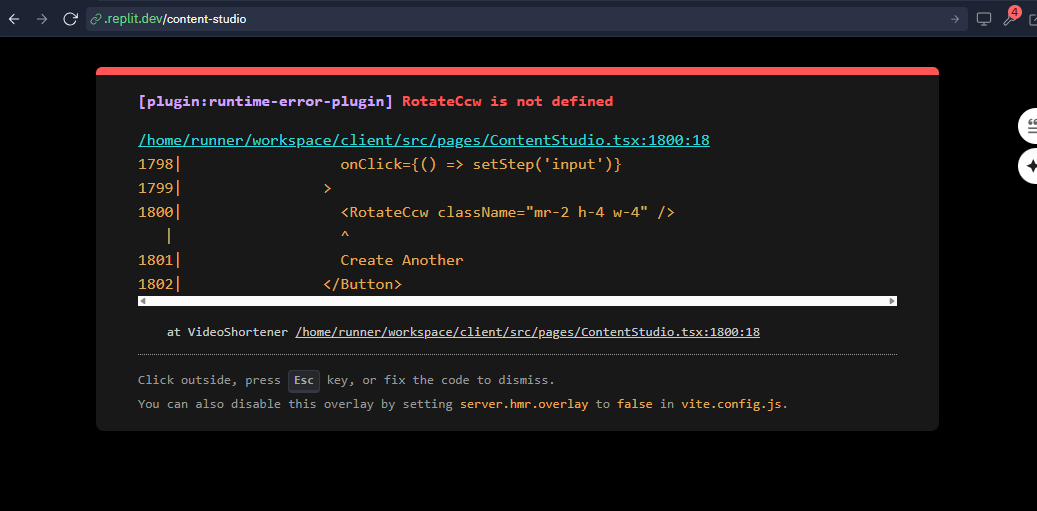 .replit.dev/content-studio
4
[plugin:runtime-error-plugin] RotateCcw is not defined
/home/runner/workspace/client/src/pages/ContentStudio.tsx:1800:18
1798|                  onClick={() => setStep('input')}
1799|                >
1800|                  <RotateCcw className="mr-2 h-4 w-4" />
    |                  ^
1801|                  Create Another
1802|                </Button>
at VideoShortener /home/runner/workspace/client/src/pages/ContentStudio.tsx:1800:18
Click outside, press Esc key, or fix the code to dismiss.
You can also disable this overlay by setting server.hmr.overlay to false in vite.config.js.